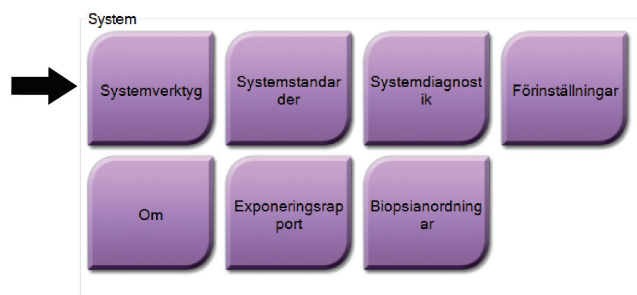 System
Systemverktyg
Systemstandar
der
Systemdiagnost
ik
Förinställningar
Om
Exponeringsrap
port
Biopsianordning
ar